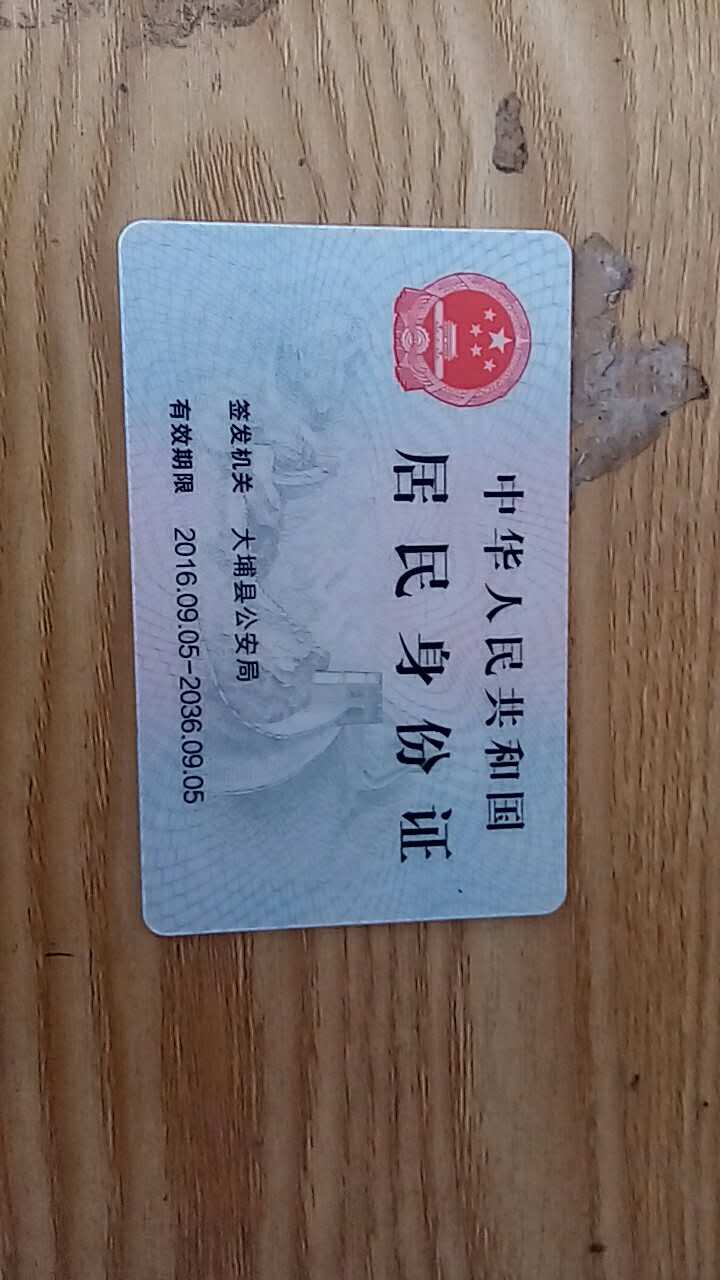 中华人民共和国
居民身份证
签发机关 大埔县公安局
有效期限 2016.09.05-2036.09.05